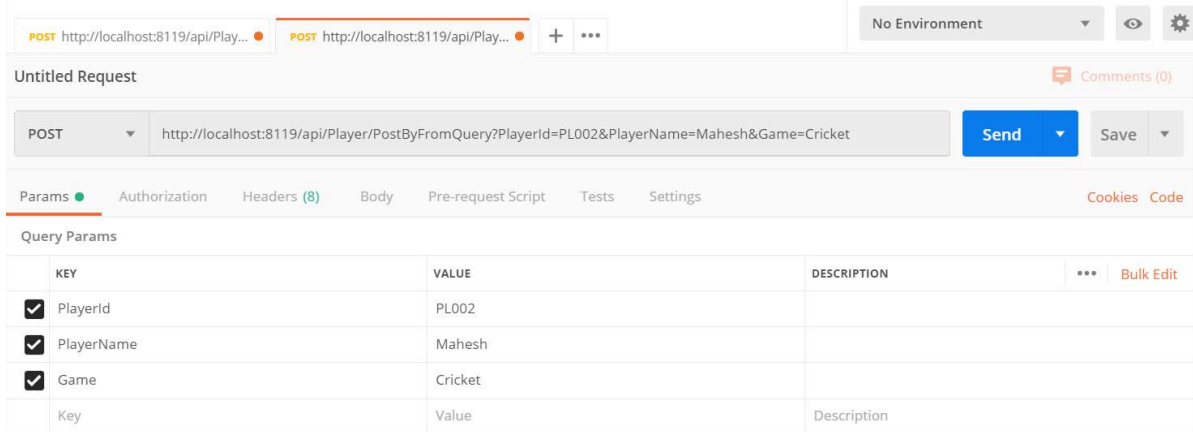 POST http://localhost:8119/api/Play... POST http://localhost:8119/api/Play... + ••• No Environment
Untitled Request Comments (0)
POST http://localhost:8119/api/Player/PostByFromQuery?PlayerId=PL002&PlayerName=Mahesh&Game=Cricket Send Save
Params Authorization Headers (8) Body Pre-request Script Tests Settings Cookies Code
Query Params
KEY VALUE DESCRIPTION ••• Bulk Edit
PlayerId PL002
PlayerName Mahesh
Game Cricket
Key Value Description